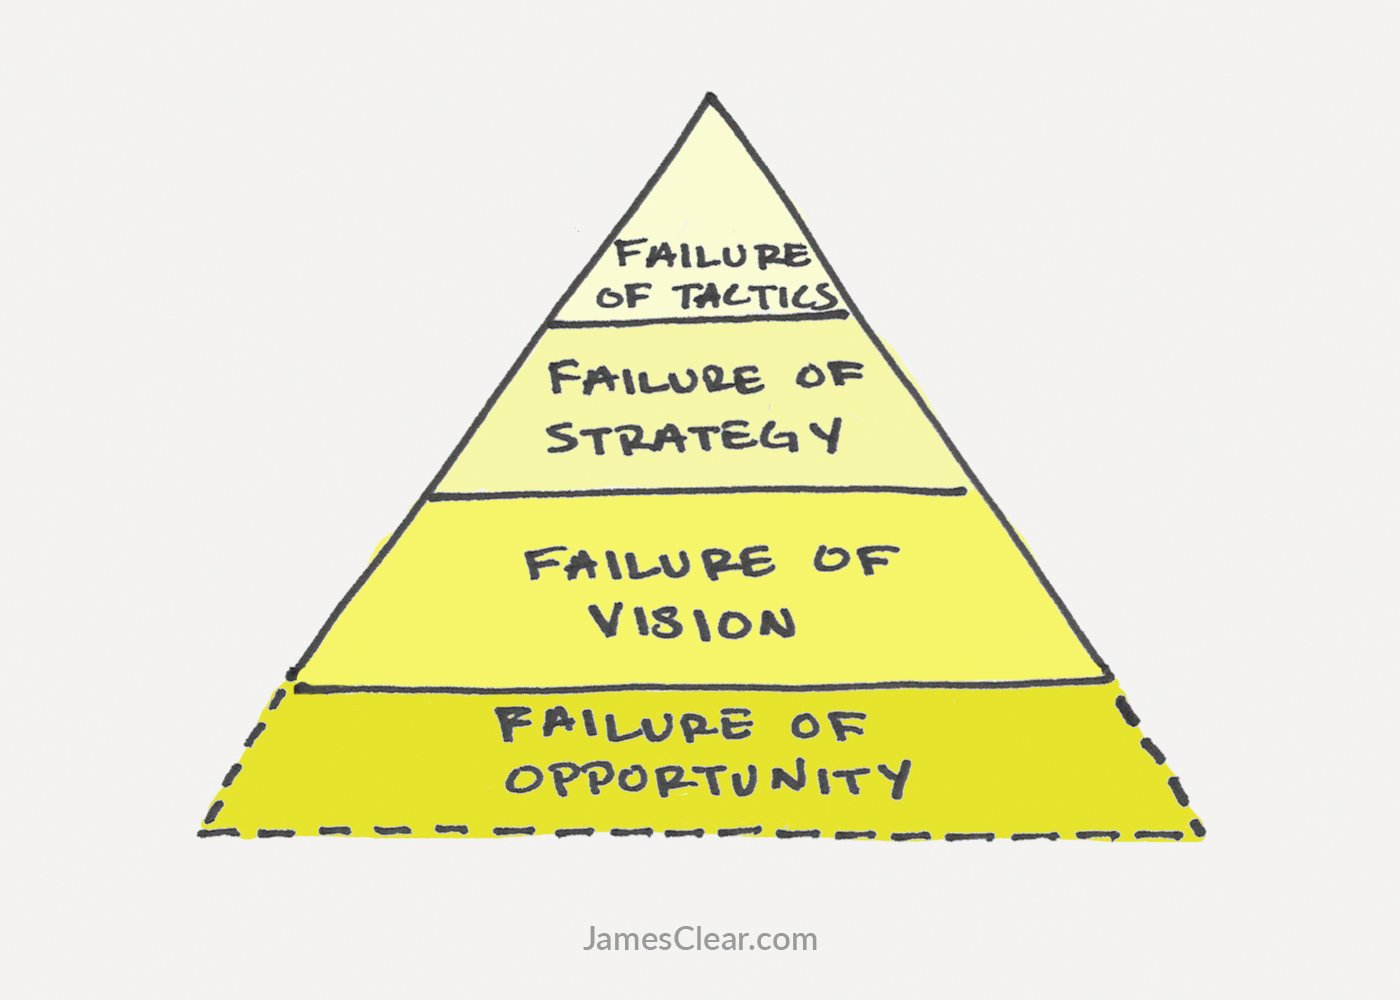 FAILURE
OF TACTICS
FAILURE OF
STRATEGY
FAILURE OF
VISION
FAILURE OF
OPPORTUNITY
JamesClear.com